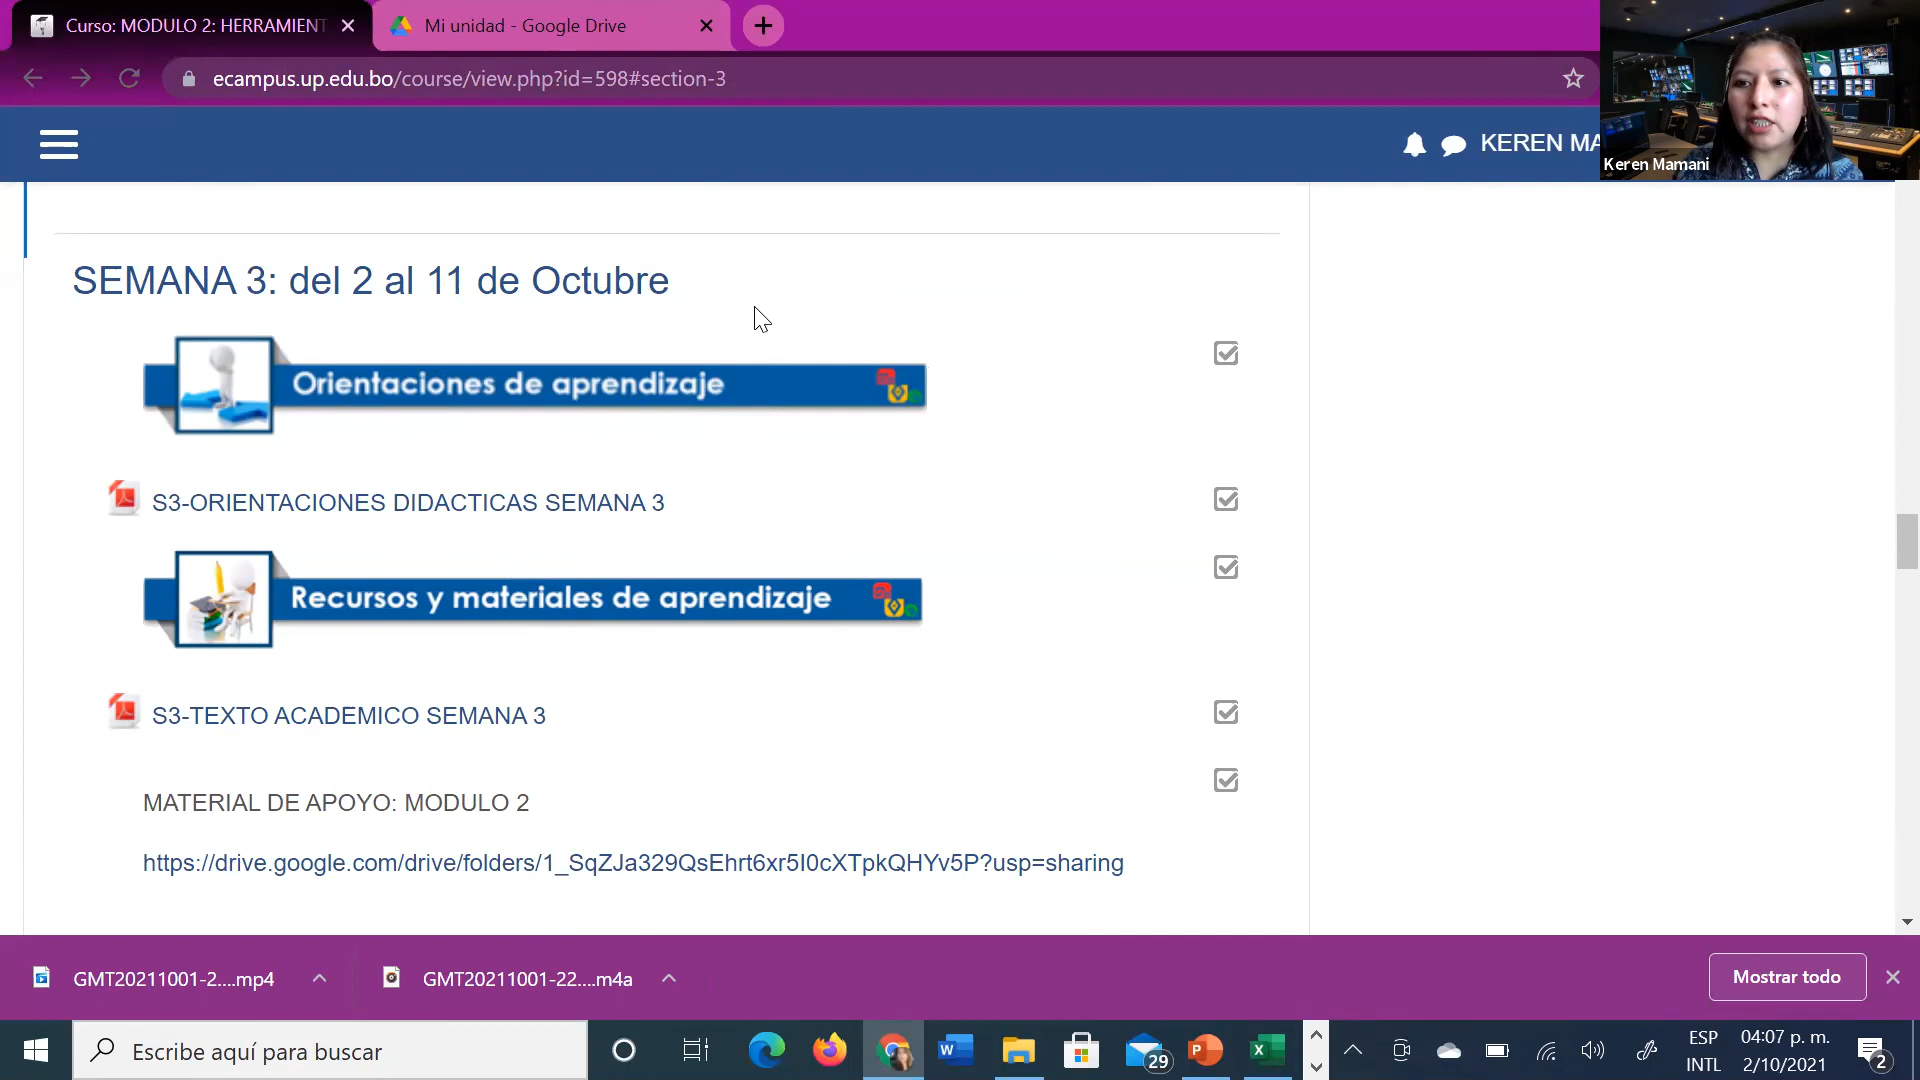 Curso: MODULO 2: HERRAMIENT
Mi unidad - Google Drive
ecampus.up.edu.bo/course/view.php?id=598#section-3
KEREN MA
Keren Mamani
SEMANA 3: del 2 al 11 de Octubre
Orientaciones de aprendizaje
S3-ORIENTACIONES DIDACTICAS SEMANA 3
Recursos y materiales de aprendizaje
S3-TEXTO ACADEMICO SEMANA 3
MATERIAL DE APOYO: MODULO 2
https://drive.google.com/drive/folders/1_SqZJa329QsEhrt6xr5I0cXTpkQHYv5P?usp=sharing
GMT20211001-2....mp4
GMT20211001-22....m4a
Mostrar todo
Escribe aquí para buscar
29
ESP
INTL
04:07 p. m.
2/10/2021
2